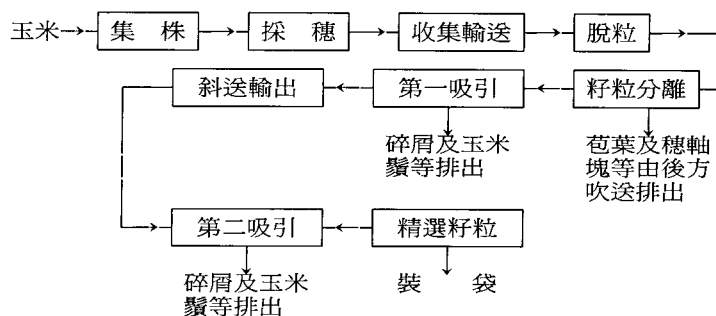 玉米 集株 採穗 收集輸送 脫粒
斜送輸出 第一吸引 籽粒分離
碎屑及玉米
鬚等排出
苞葉及穗軸
塊等由後方
吹送排出
第二吸引 精選籽粒
碎屑及玉米
鬚等排出
裝袋